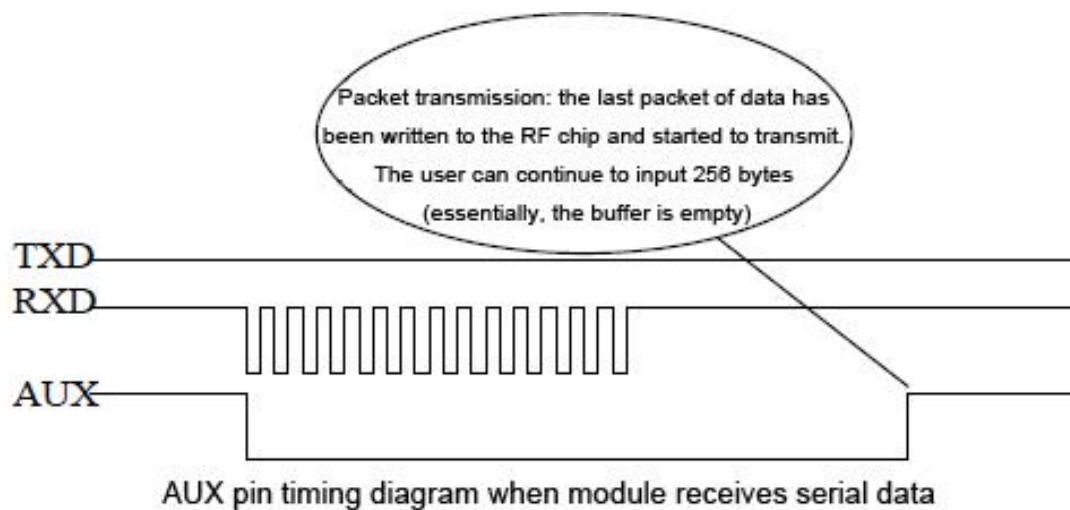 Packet transmission: the last packet of data has
been written to the RF chip and started to transmit.
The user can continue to input 256 bytes
(essentially, the buffer is empty)
TXD
RXD
AUX
AUX pin timing diagram when module receives serial data